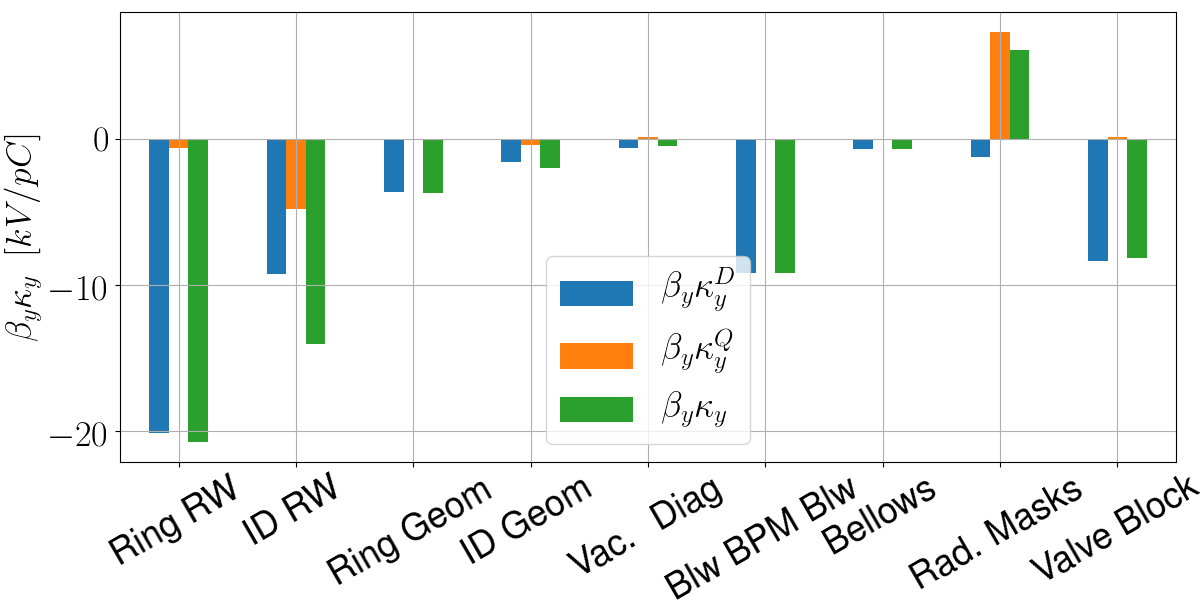 β_yκ_y [kV/pC]
0
−10
−20
β_yκ_y^D
β_yκ_y^Q
β_yκ_y
Ring RW
ID RW
Ring Geom
ID Geom
Vac. Diag
Blw BPM Blw
Bellows
Rad. Masks
Valve Block